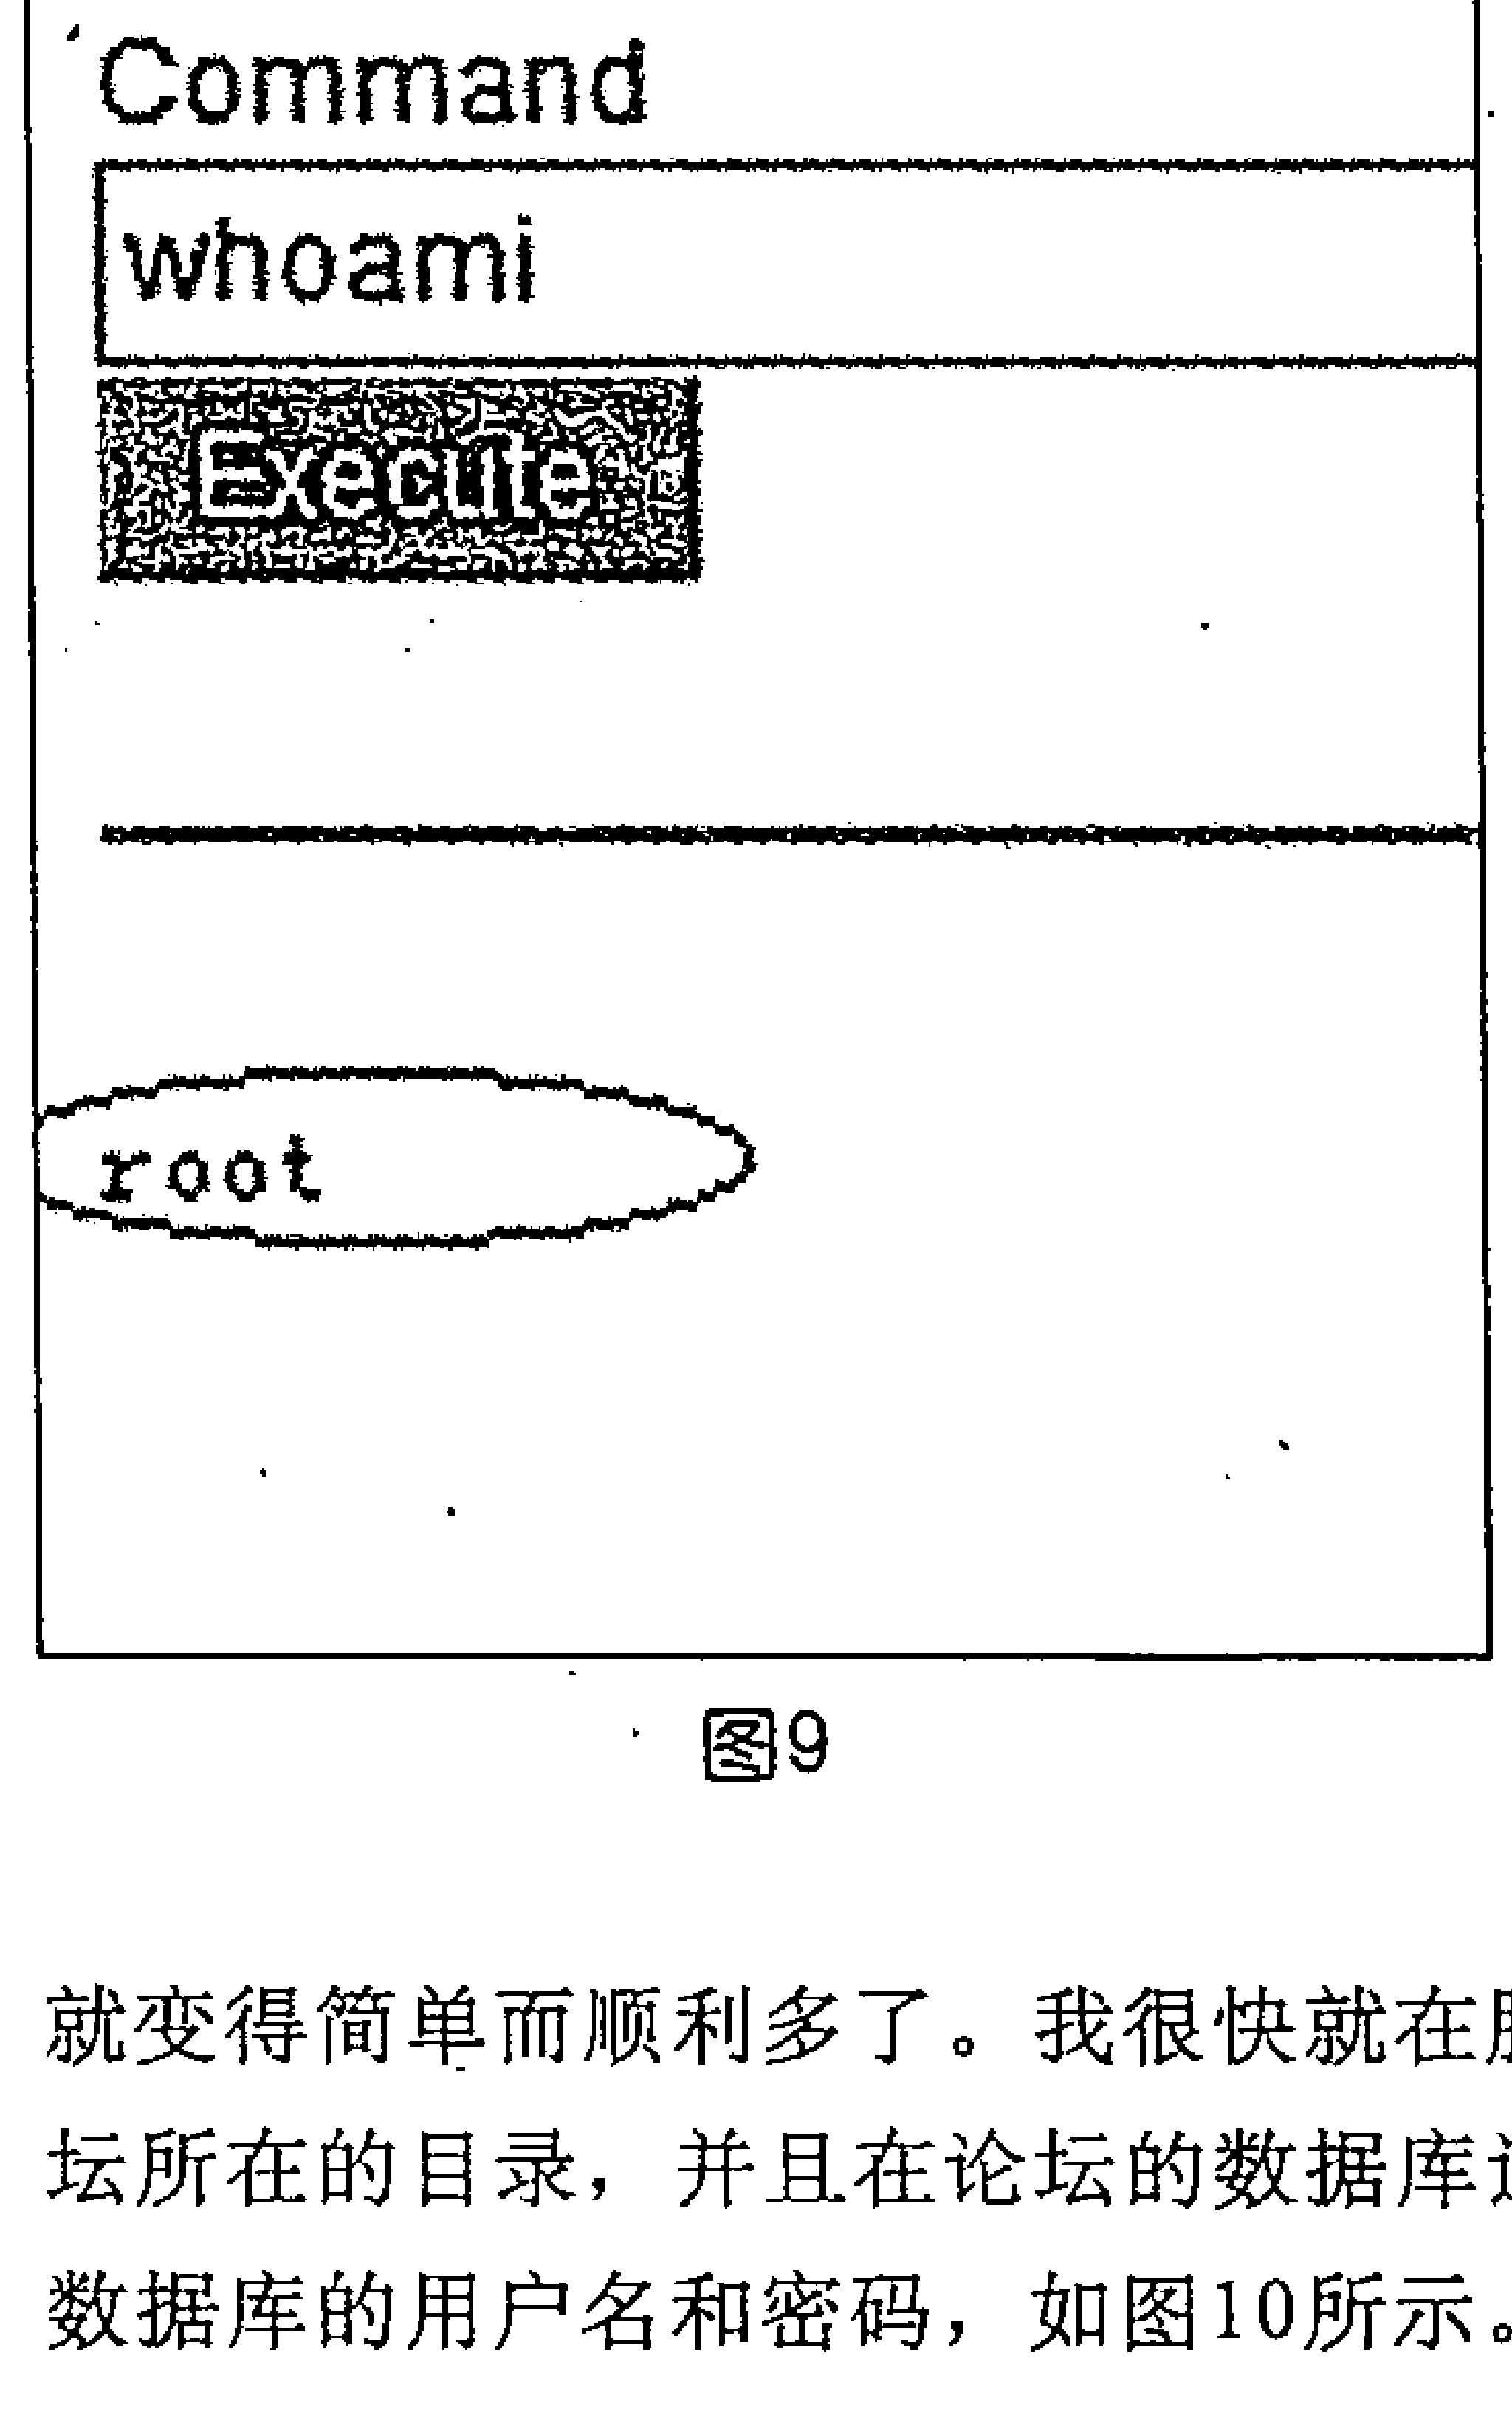 Command
whoami
Execute
root
图9
就变得简单而顺利多了。我很快就在
坛所在的目录，并且在论坛的数据库
数据库的用户名和密码，如图10所示。